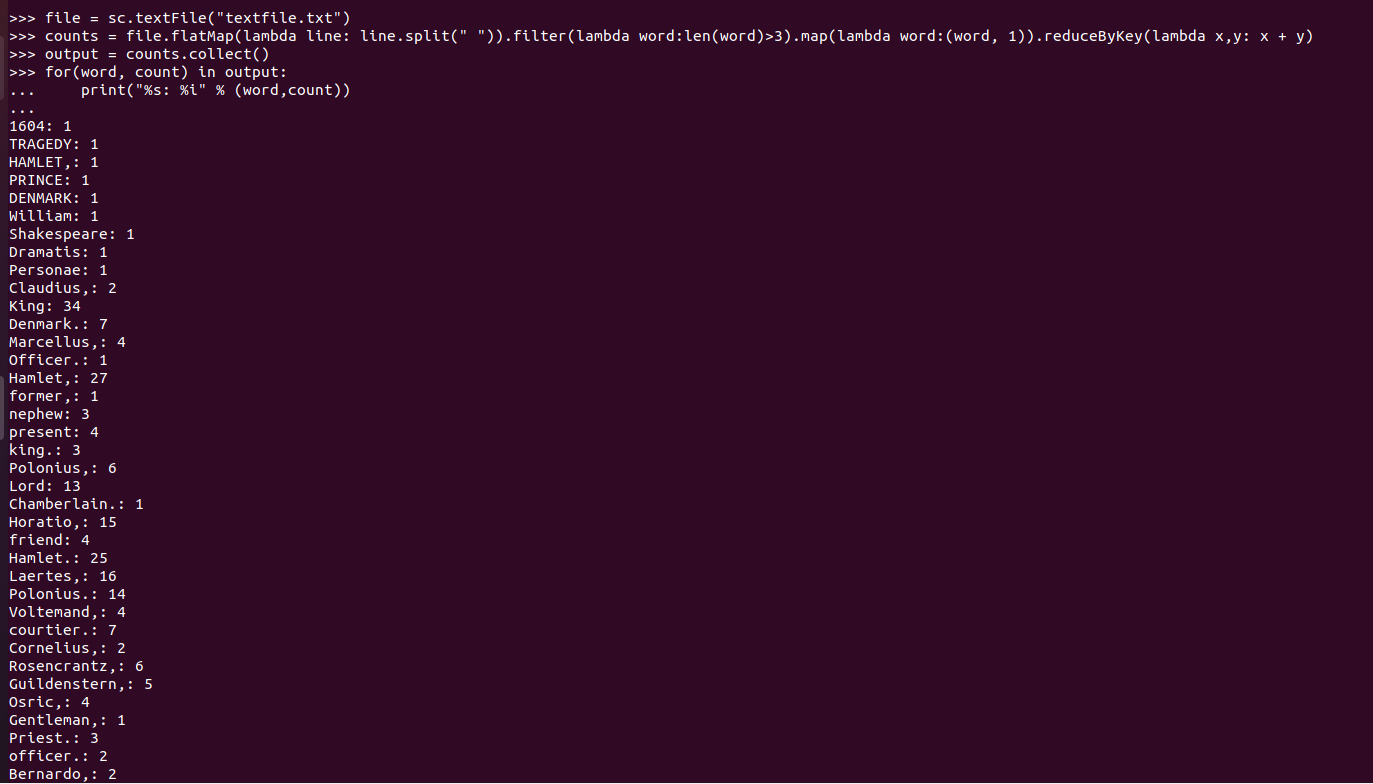 >>> file = sc.textFile("textfile.txt")
>>> counts = file.flatMap(lambda line: line.split(" ")).filter(lambda word:len(word)>3).map(lambda word:(word, 1)).reduceByKey(lambda x,y: x + y)
>>> output = counts.collect()
>>> for(word, count) in output:
...     print("%s: %i" % (word,count))
...
1604: 1
TRAGEDY: 1
HAMLET,: 1
PRINCE: 1
DENMARK: 1
William: 1
Shakespeare: 1
Dramatis: 1
Personae: 1
Claudius,: 2
King: 34
Denmark.: 7
Marcellus,: 4
Officer.: 1
Hamlet,: 27
former,: 1
nephew: 3
present: 4
king.: 3
Polonius,: 6
Lord: 13
Chamberlain.: 1
Horatio,: 15
friend: 4
Hamlet.: 25
Laertes,: 16
Polonius.: 14
Voltemand,: 4
courtier.: 7
Cornelius,: 2
Rosencrantz,: 6
Guildenstern,: 5
Osric,: 4
Gentleman,: 1
Priest.: 3
officer.: 2
Bernardo,: 2